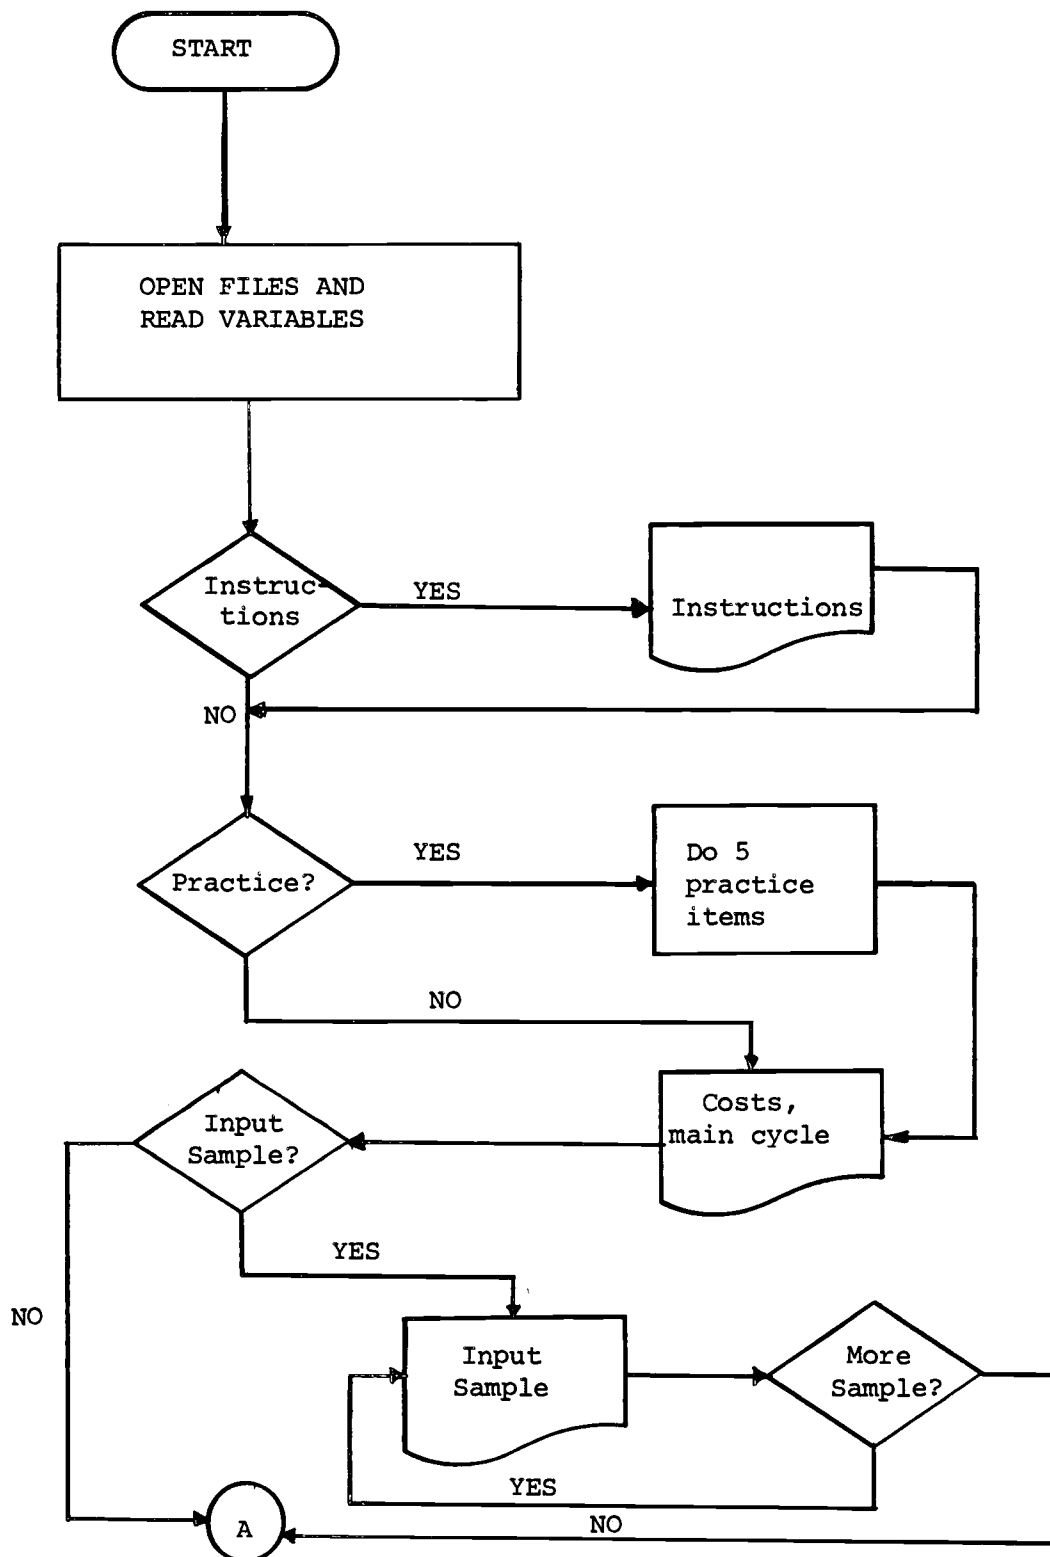 START
OPEN FILES AND
READ VARIABLES
Instruc-
tions
YES
Instructions
NO
Practice?
YES
Do 5
practice
items
NO
Costs,
main cycle
Input
Sample?
YES
NO
Input
Sample
More
Sample?
YES
NO
A